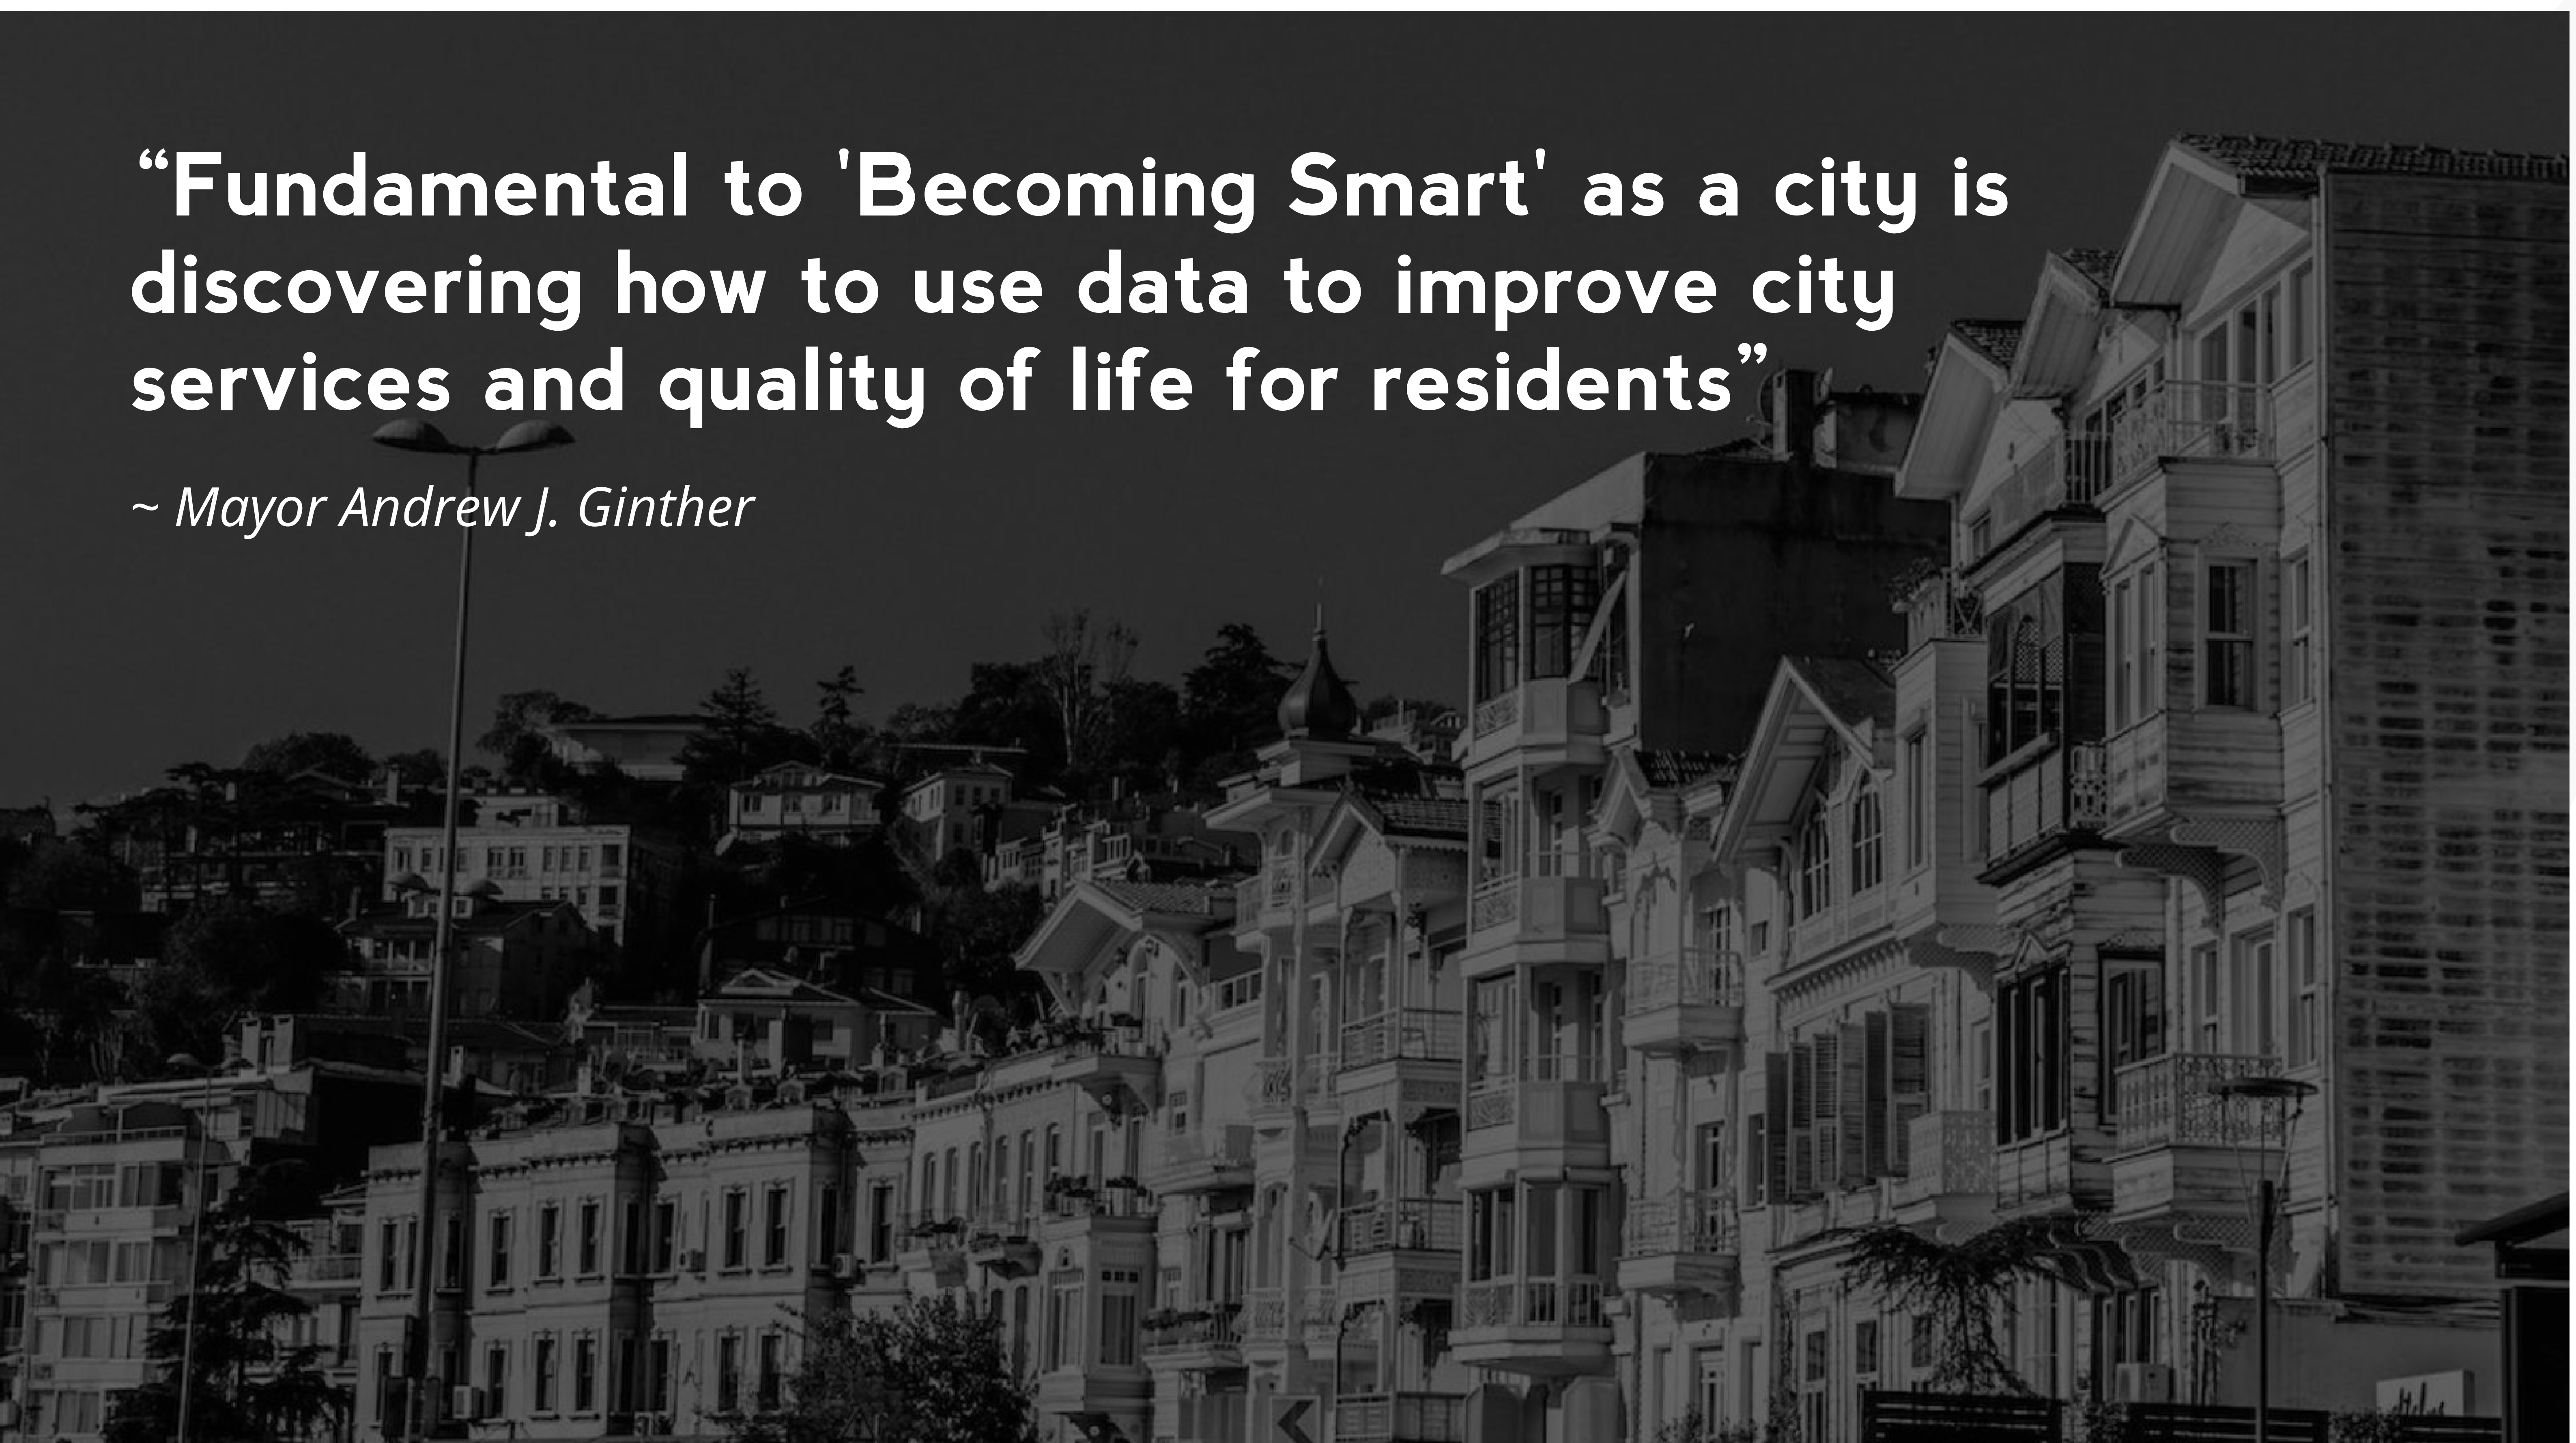 “Fundamental to 'Becoming Smart' as a city is
discovering how to use data to improve city
services and quality of life for residents”
~ Mayor Andrew J. Ginther